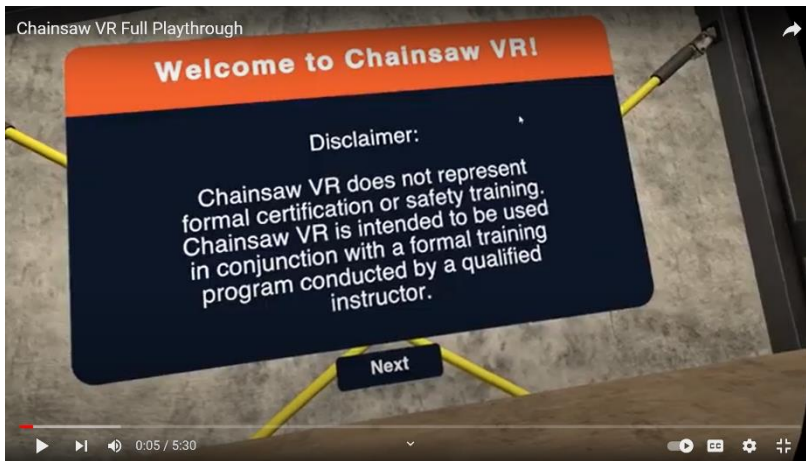 Chainsaw VR Full Playthrough
Welcome to Chainsaw VR!
Disclaimer:
Chainsaw VR does not represent
formal certification or safety training.
Chainsaw VR is intended to be used
in conjunction with a formal training
program conducted by a qualified
instructor.
Next
0:05 / 5:30
CC